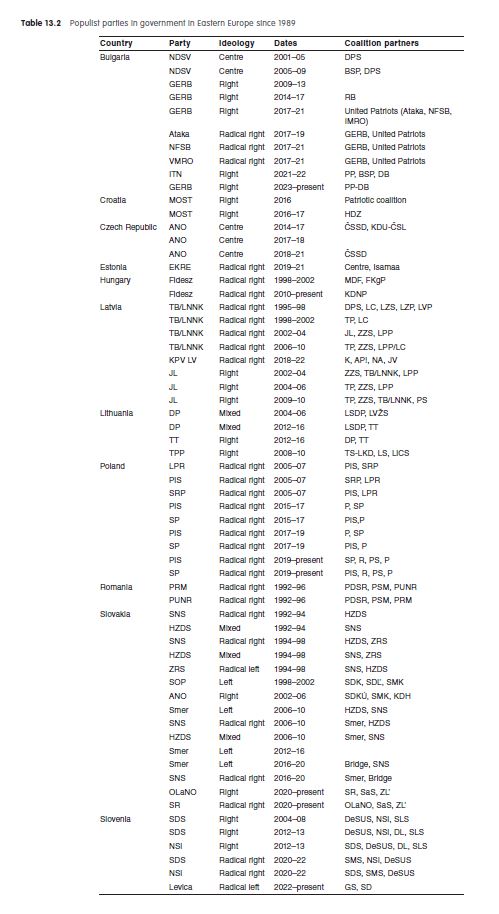 Table 13.2 Populist parties in government in Eastern Europe since 1989
Country Party Ideology Dates Coalition partners
Bulgaria NDSV Centre 2001–05 DPS
NDSV Centre 2005–09 BSP, DPS
GERB Right 2009–13
GERB Right 2014–17 RB
GERB Right 2017–21 United Patriots (Ataka, NFSB,
IMRO)
Ataka Radical right 2017–19 GERB, United Patriots
NFSB Radical right 2017–21 GERB, United Patriots
VMRO Radical right 2017–21 GERB, United Patriots
ITN Right 2021–22 PP, BSP, DB
GERB Right 2023–present PP-DB
Croatia MOST Right 2016 Patriotic coalition
MOST Right 2016–17 HDZ
Czech Republic ANO Centre 2014–17 ČSSD, KDU-ČSL
ANO Centre 2017–18
ANO Centre 2018–21 ČSSD
Estonia EKRE Radical right 2019–21 Centre, Isamaa
Hungary Fidesz Radical right 1998–2002 MDF, FKgP
Fidesz Radical right 2010–present KDNP
Latvia TB/LNNK Radical right 1995–98 DPS, LC, LZS, LZP, LVP
TB/LNNK Radical right 1998–2002 TP, LC
TB/LNNK Radical right 2002–04 JL, ZZS, LPP
TB/LNNK Radical right 2006–10 TP, ZZS, LPP/LC
KPV LV Radical right 2018–22 K, AP!, NA, JV
JL Right 2002–04 ZZS, TB/LNNK, LPP
JL Right 2004–06 TP, ZZS, LPP
JL Right 2009–10 TP, ZZS, TB/LNNK, PS
Lithuania DP Mixed 2004–06 LSDP, LVŽS
DP Mixed 2012–16 LSDP, TT
TT Right 2012–16 DP, TT
TPP Right 2008–10 TS-LKD, LS, LICS
Poland LPR Radical right 2005–07 PIS, SRP
PIS Radical right 2005–07 SRP, LPR
SRP Radical right 2005–07 PIS, LPR
PIS Radical right 2015–17 P, SP
SP Radical right 2015–17 PIS,P
PIS Radical right 2017–19 P, SP
SP Radical right 2017–19 PIS, P
PIS Radical right 2019–present SP, R, PS, P
SP Radical right 2019–present PIS, R, PS, P
Romania PRM Radical right 1992–96 PDSR, PSM, PUNR
PUNR Radical right 1992–96 PDSR, PSM, PRM
Slovakia SNS Radical right 1992–94 HZDS
HZDS Mixed 1992–94 SNS
SNS Radical right 1994–98 HZDS, ZRS
HZDS Mixed 1994–98 SNS, ZRS
ZRS Radical left 1994–98 SNS, HZDS
SOP Left 1998–2002 SDK, SDĽ, SMK
ANO Right 2002–06 SDKÚ, SMK, KDH
Smer Left 2006–10 HZDS, SNS
SNS Radical right 2006–10 Smer, HZDS
HZDS Mixed 2006–10 Smer, SNS
Smer Left 2012–16
Smer Left 2016–20 Bridge, SNS
SNS Radical right 2016–20 Smer, Bridge
OLaNO Right 2020–present SR, SaS, ZĽ
SR Radical right 2020–present OLaNO, SaS, ZĽ
Slovenia SDS Right 2004–08 DeSUS, NSI, SLS
SDS Right 2012–13 DeSUS, NSI, DL, SLS
NSI Right 2012–13 SDS, DeSUS, DL, SLS
SDS Radical right 2020–22 SMS, NSI, DeSUS
NSI Radical right 2020–22 SDS, SMS, DeSUS
Levica Radical left 2022–present GS, SD